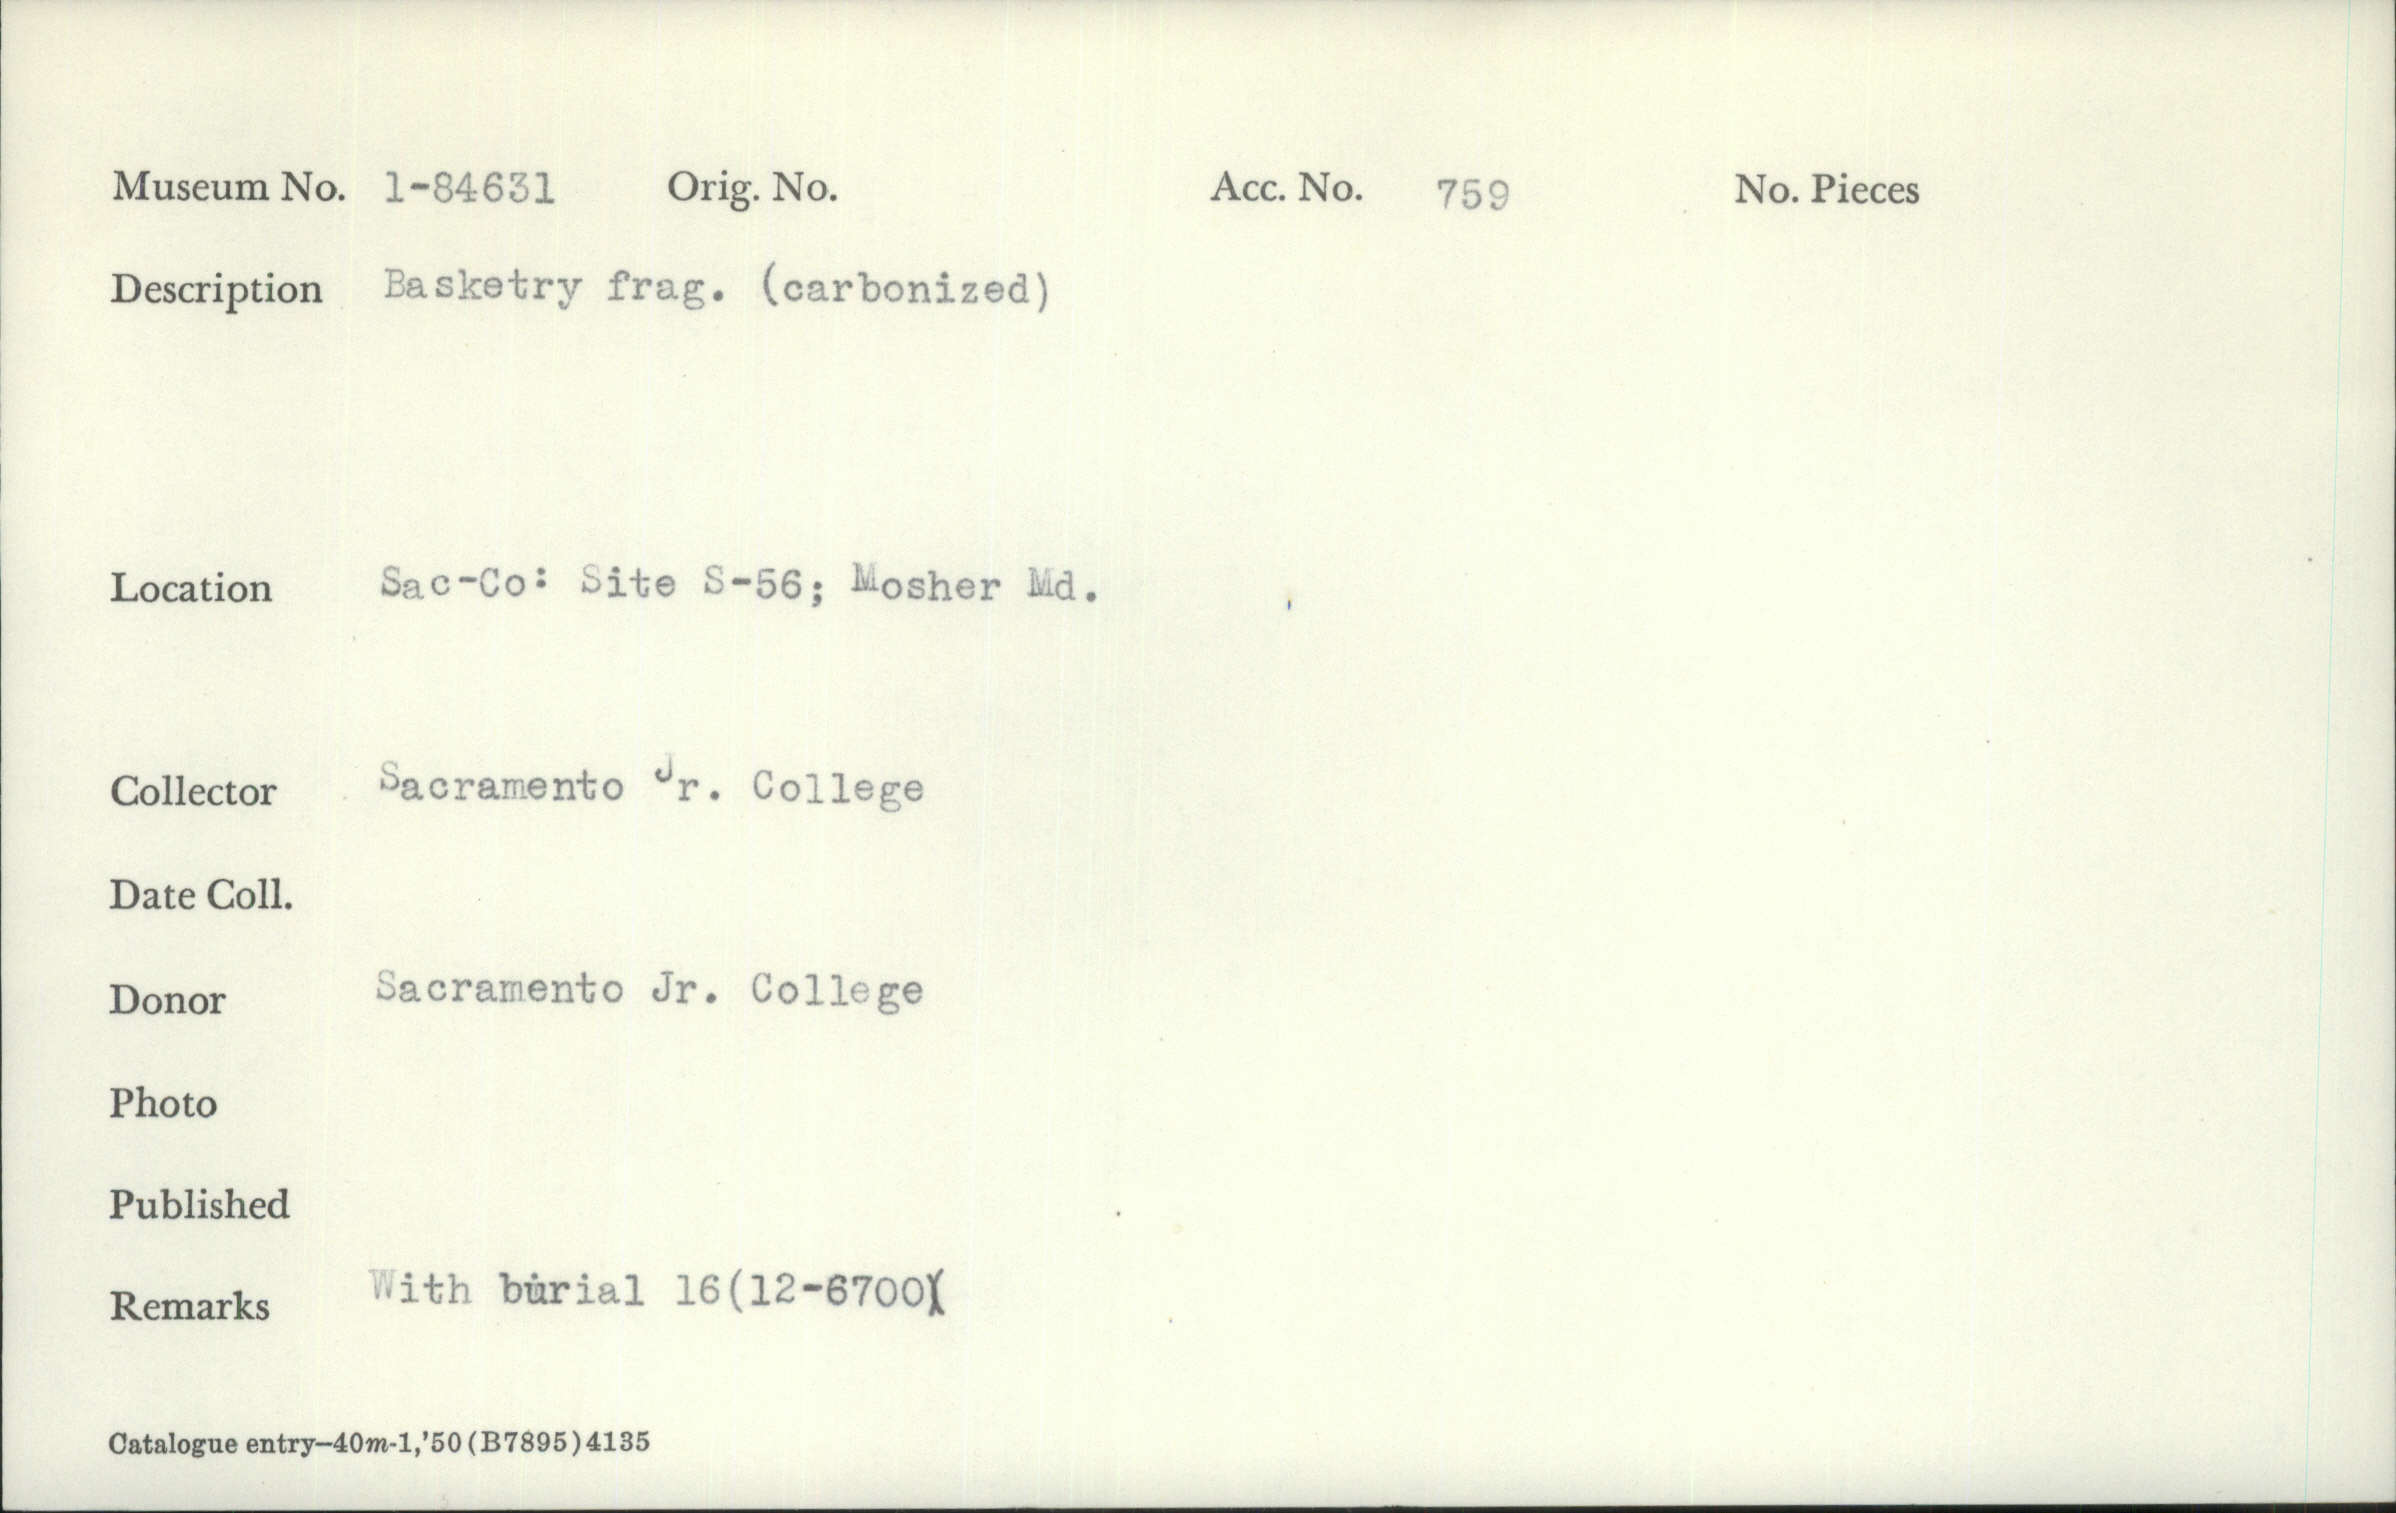 Museum No. 1-84631 Orig. No. Acc. No. 759 No. Pieces
Description Basketry frag. (carbonized)
Location Sac-Co: Site S-56; Mosher Md.
Collector Sacramento Jr. College
Date Coll.
Donor Sacramento Jr. College
Photo
Published
Remarks With burial 16(12-6700)
Catalogue entry—40m-1,'50(B7895)4135